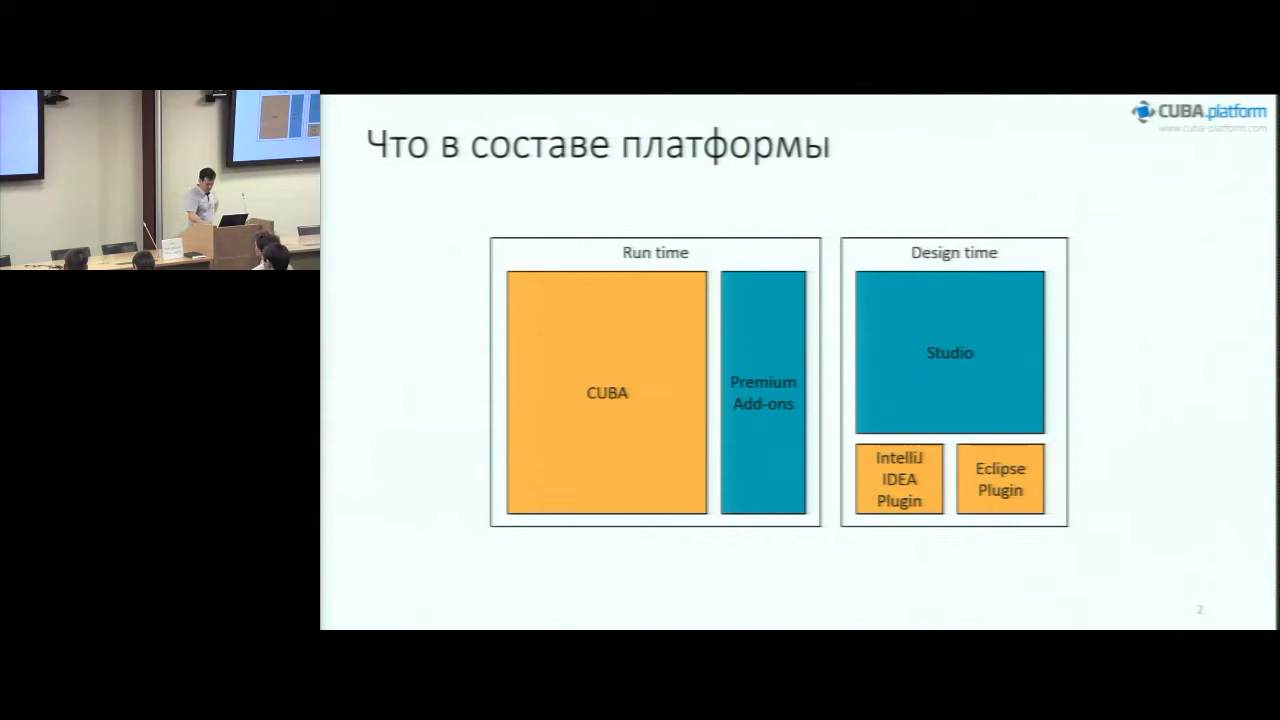 CUBA.platform
www.cuba-platform.com
Что в составе платформы
Run time
CUBA
Premium
Add-ons
Design time
Studio
IntelliJ
IDEA
Plugin
Eclipse
Plugin
2